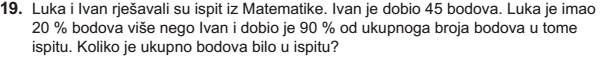 19. Luka i Ivan rješavali su ispit iz Matematike. Ivan je dobio 45 bodova. Luka je imao
20 % bodova više nego Ivan i dobio je 90 % od ukupnoga broja bodova u tome
ispitu. Koliko je ukupno bodova bilo u ispitu?